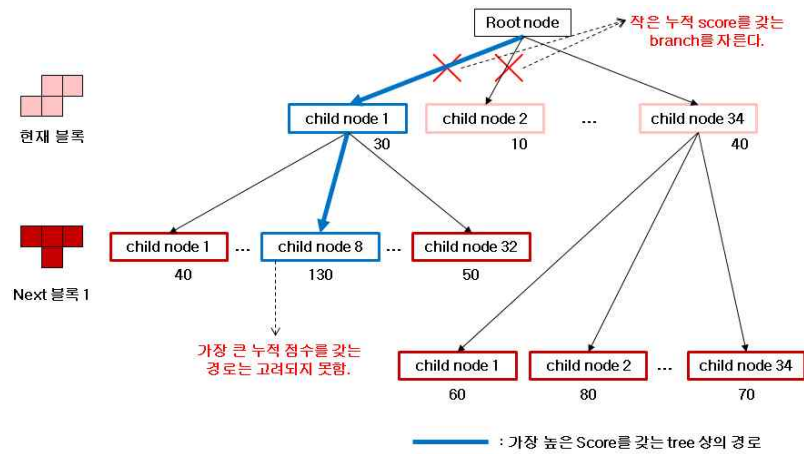 Root node
작은 누적 score를 갖는
branch를 자른다.
현재 블록
child node 1
child node 2
...
child node 34
30
10
40
Next 블록 1
child node 1
...
child node 8
...
child node 32
40
130
50
가장 큰 누적 점수를 갖는
경로는 고려되지 못함.
child node 1
child node 2
...
child node 34
60
80
70
: 가장 높은 Score를 갖는 tree 상의 경로